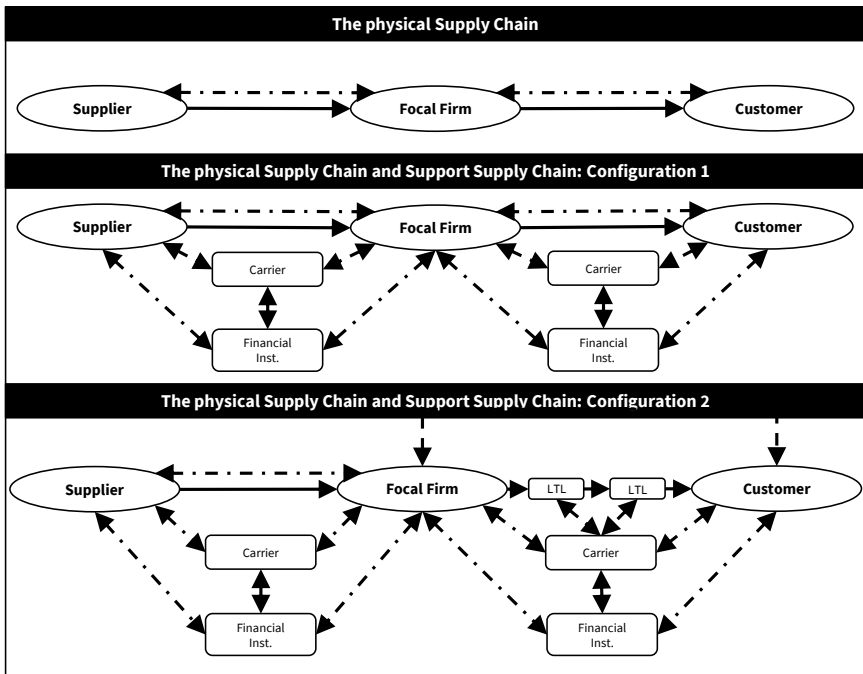 The physical Supply Chain
Supplier
Focal Firm
Customer
The physical Supply Chain and Support Supply Chain: Configuration 1
Supplier
Focal Firm
Customer
Carrier
Carrier
Financial
Inst.
Financial
Inst.
The physical Supply Chain and Support Supply Chain: Configuration 2
Supplier
Focal Firm
LTL
LTL
Customer
Carrier
Carrier
Financial
Inst.
Financial
Inst.